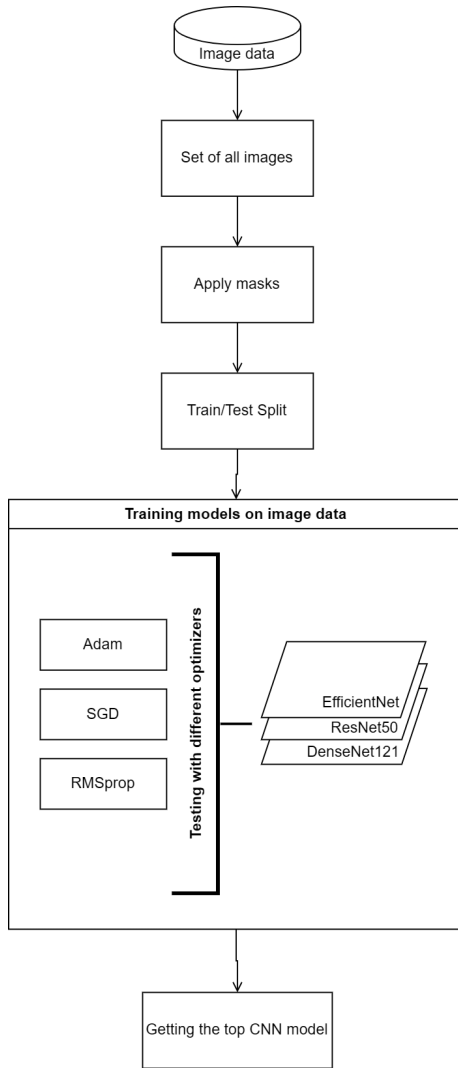 Image data
Set of all images
Apply masks
Train/Test Split
Training models on image data
Adam
SGD
RMSprop
Testing with different optimizers
EfficientNet
ResNet50
DenseNet121
Getting the top CNN model